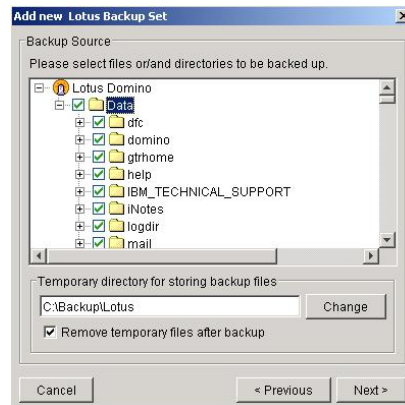 Add new Lotus Backup Set
Backup Source
Please select files or/and directories to be backed up.
Lotus Domino
Data
dfc
domino
gtrhome
help
IBM_TECHNICAL_SUPPORT
iNotes
logdir
mail
Temporary directory for storing backup files
C:\Backup\Lotus
Change
Remove temporary files after backup
Cancel
< Previous
Next >